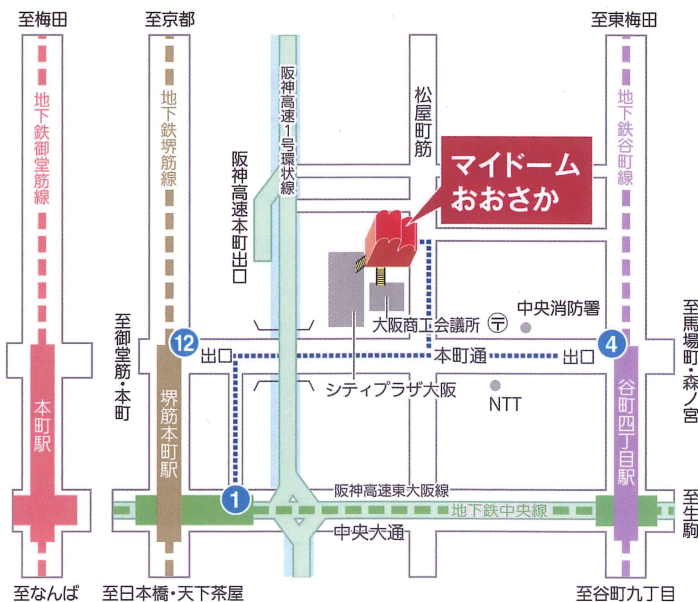 至梅田
至京都
至東梅田
地下鉄御堂筋線
地下鉄堺筋線
阪神高速1号環状線
松屋町筋
地下鉄谷町線
阪神高速本町出口
マイドーム
おおさか
大阪商工会議所
〒
中央消防署
至御堂筋・本町
12
出口
本町通
出口
4
至馬場町・森ノ宮
シティプラザ大阪
NTT
本町駅
堺筋本町駅
谷町四丁目駅
1
阪神高速東大阪線
地下鉄中央線
至生駒
中央大通
至なんば
至日本橋・天下茶屋
至谷町九丁目